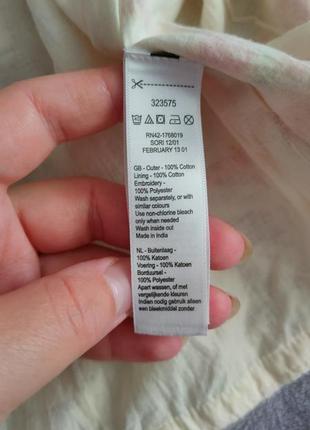 323575
RN42-1768019
SORI 12/01
FEBRUARY 13 01
GB - Outer - 100% Cotton
Lining - 100% Cotton
Embroidery -
100% Polyester
Wash separately, or with
similar colours
Use non-chlorine bleach
only when needed
Wash inside out
Made in India
NL - Buitenlaag -
100% Katoen
Voering - 100% Katoen
Borduursel -
100% Polyester
Apart wassen, of met
vergelijkende kleuren
Indien nodig gebruik alleen
een bleekmiddel zonder